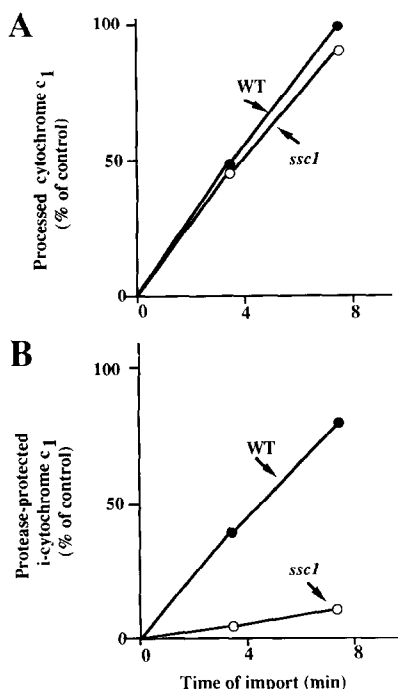 A
Processed cytochrome c1
(% of control)
100
50
0
WT
ssc1
0
4
8
B
Protease-protected
i-cytochrome c1
(% of control)
100
50
0
WT
ssc1
0
4
8
Time of import (min)